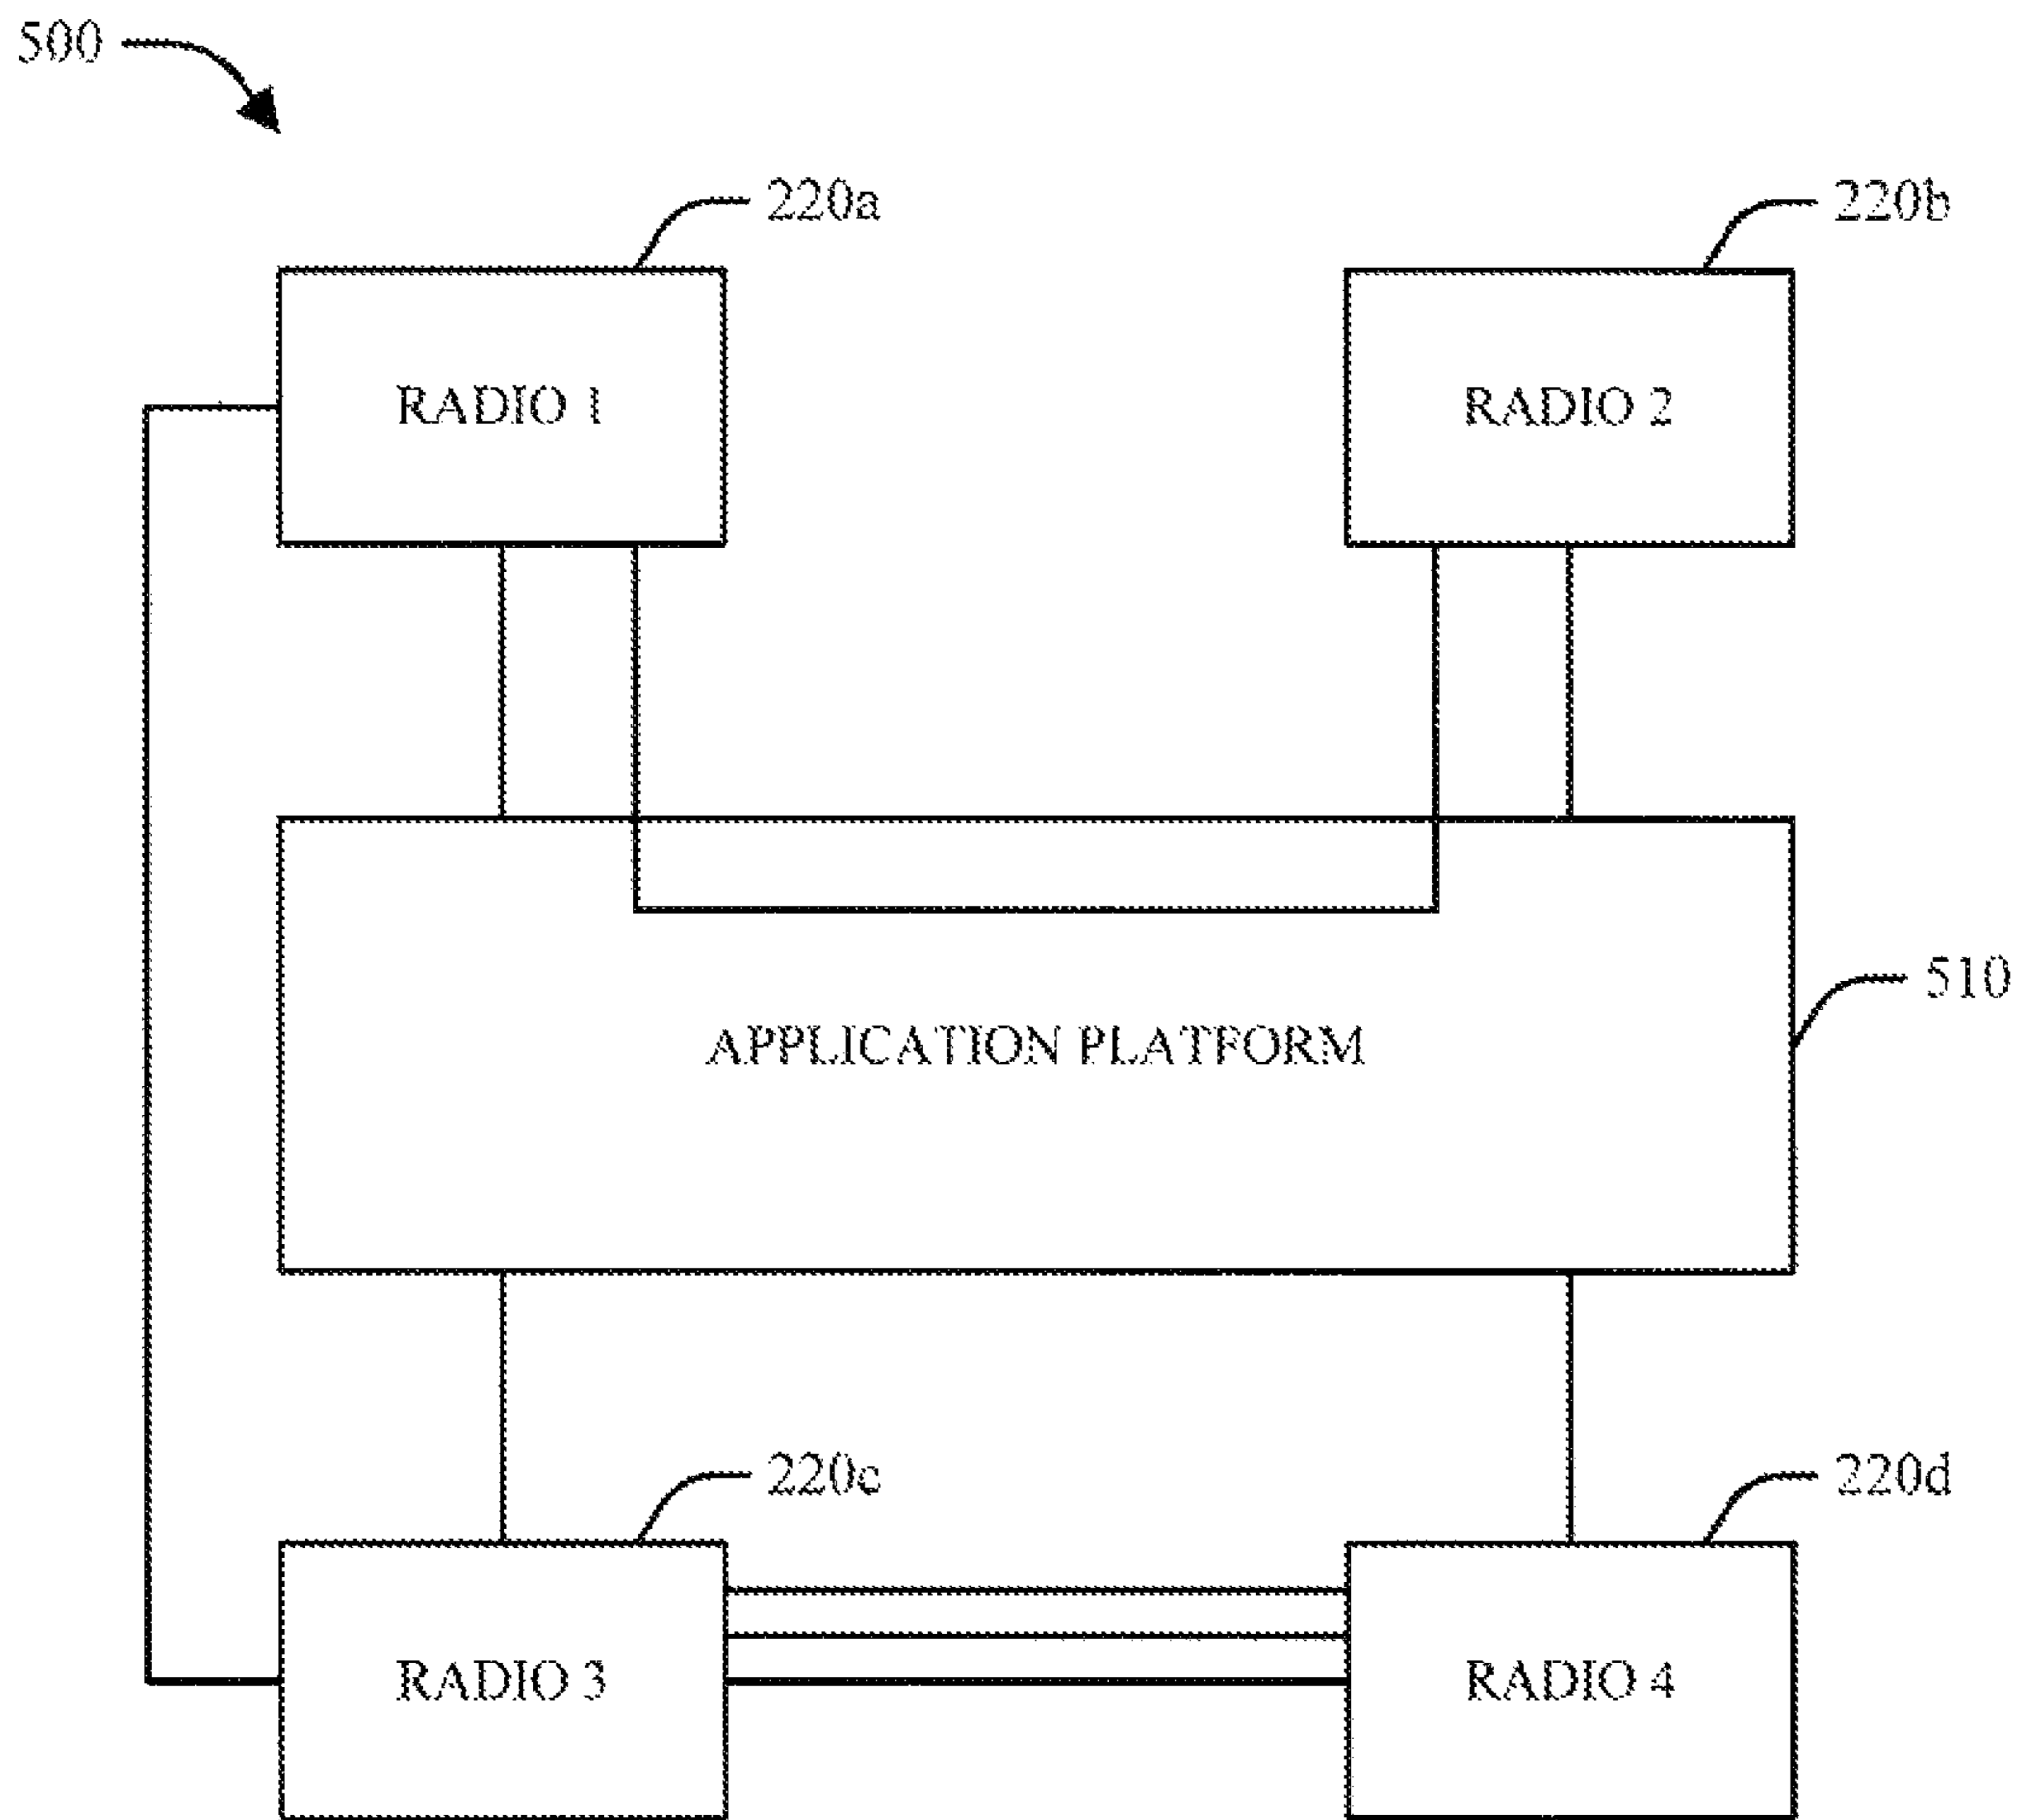 500
220a
220b
RADIO 1
RADIO 2
510
APPLICATION PLATFORM
220c
220d
RADIO 3
RADIO 4